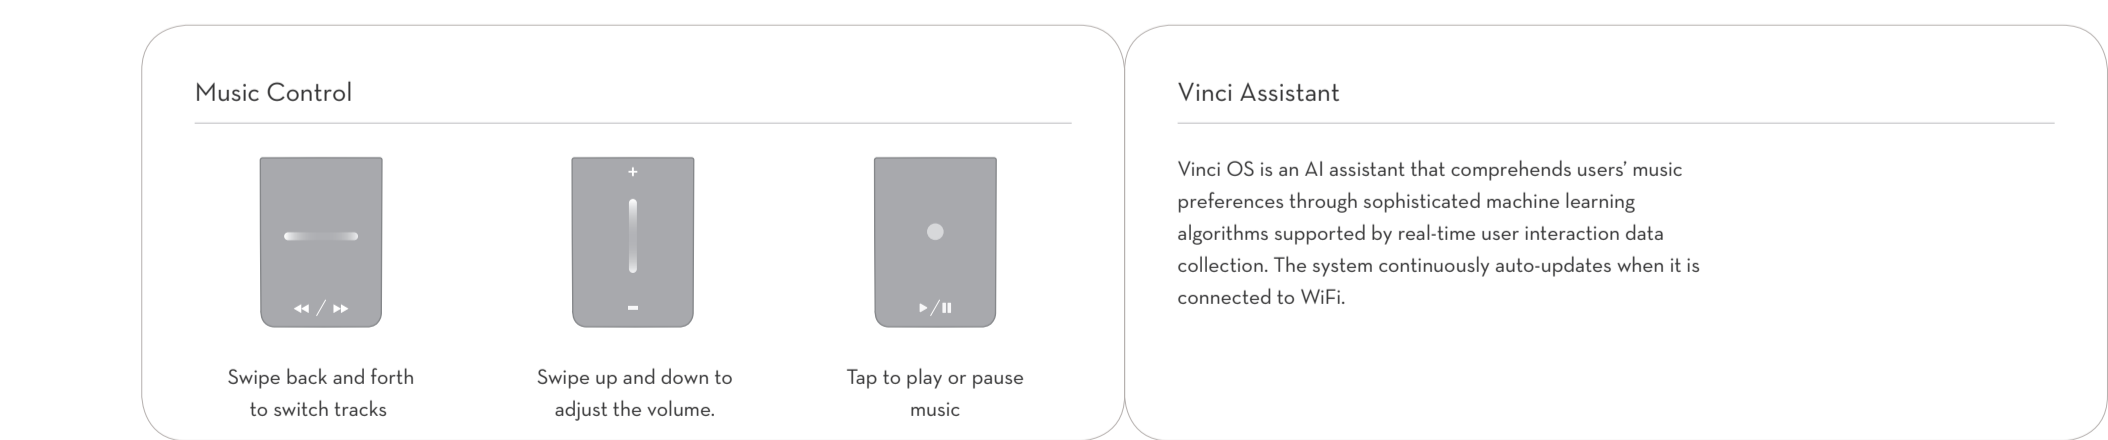 Music Control
Swipe back and forth
to switch tracks
+
-
Swipe up and down to
adjust the volume.
Tap to play or pause
music
Vinci Assistant
Vinci OS is an AI assistant that comprehends users’ music
preferences through sophisticated machine learning
algorithms supported by real-time user interaction data
collection. The system continuously auto-updates when it is
connected to WiFi.